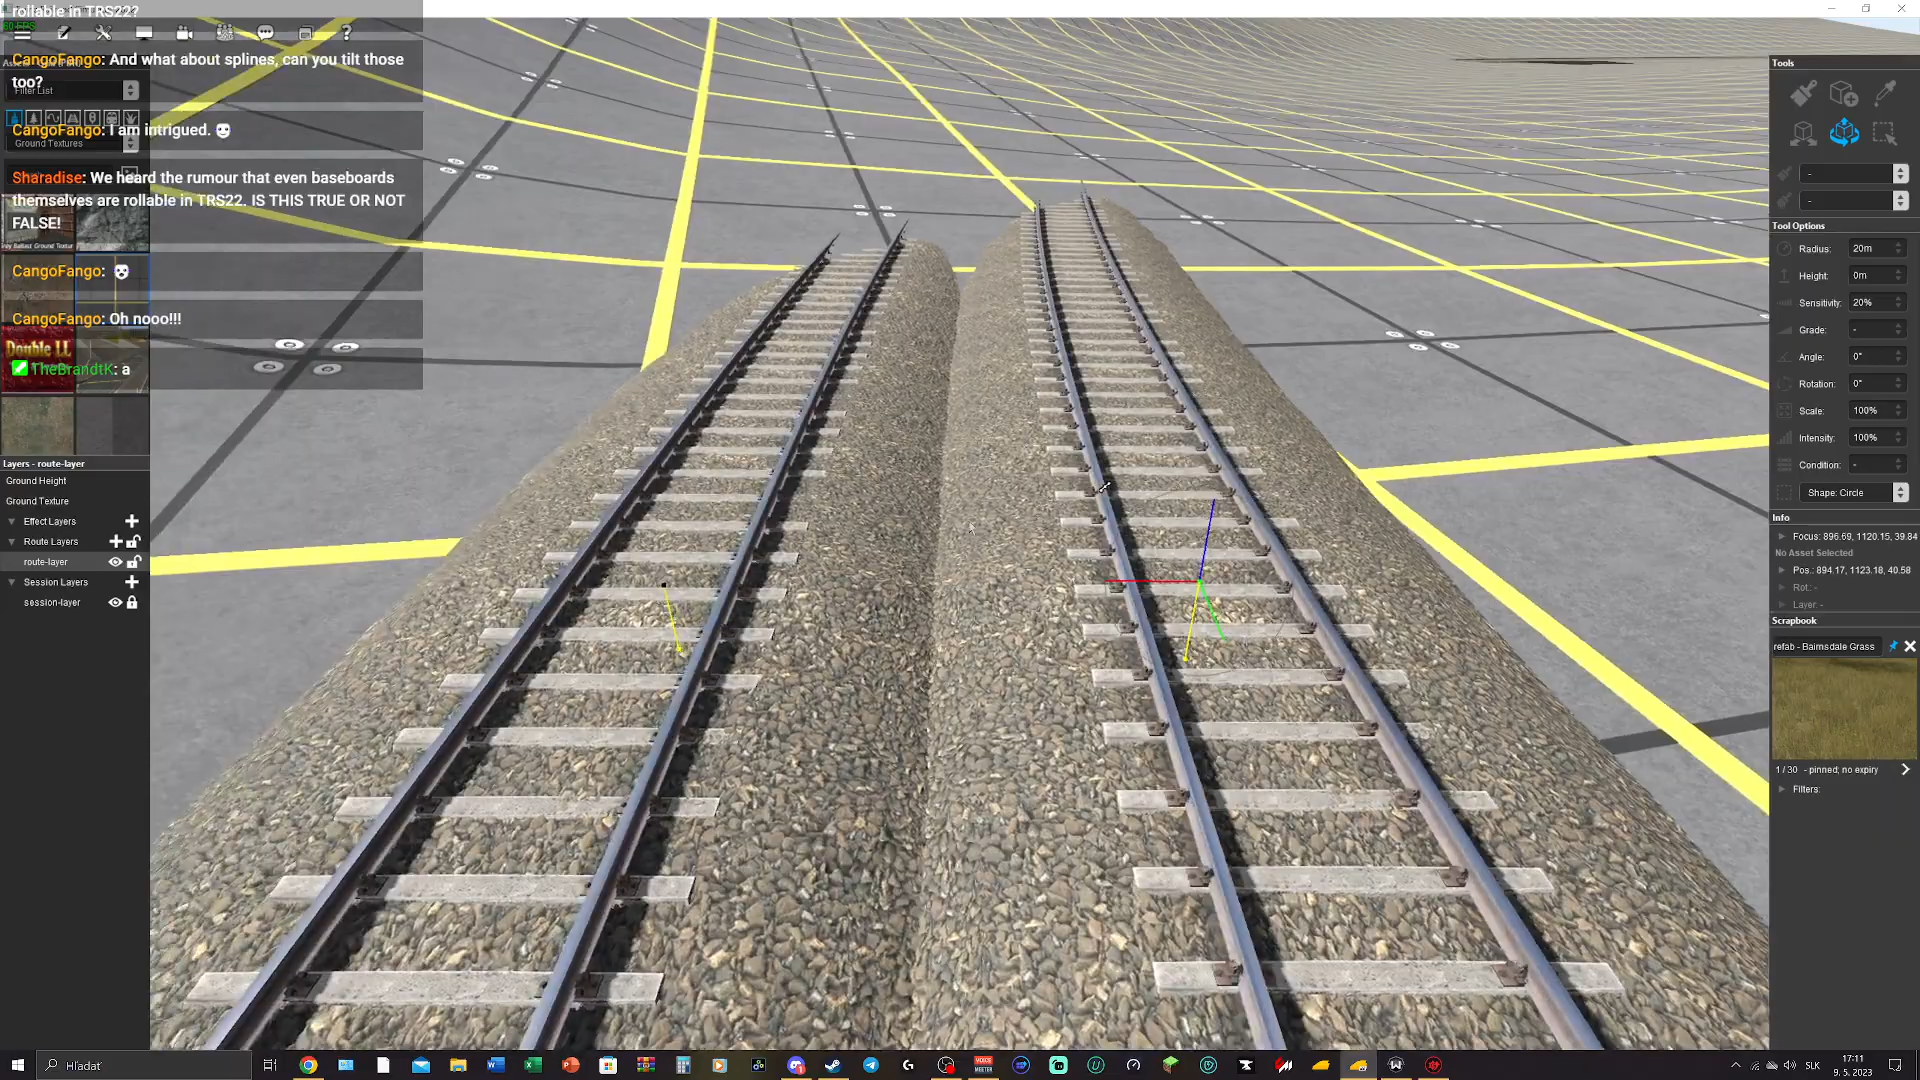 rollable in TRS22?
CangoFango: And what about splines, can you tilt those
too?
Filter List
CangoFango: I am intrigued.
Ground Textures
Sharadise: We heard the rumour that even baseboards
themselves are rollable in TRS22. IS THIS TRUE OR NOT
FALSE!
CangoFango:
CangoFango: Oh nooo!!!
Double LL
TheBrandtK: a
Layers - route-layer
Ground Height
Ground Texture
Effect Layers
Route Layers
route-layer
Session Layers
session-layer
Tools
-
-
Tool Options
Radius: 20m
Height: 0m
Sensitivity: 20%
Grade: -
Angle: 0°
Rotation: 0°
Scale: 100%
Intensity: 100%
Condition: -
Shape: Circle
Info
Focus: 896.69, 1120.15, 39.84
No Asset Selected
Pos.: 894.17, 1123.18, 40.58
Rot.: -
Layer: -
Scrapbook
refab - Bairnsdale Grass
1 / 30 - pinned; no expiry
Filters:
Hľadať
SLK
17:11
9. 5. 2023